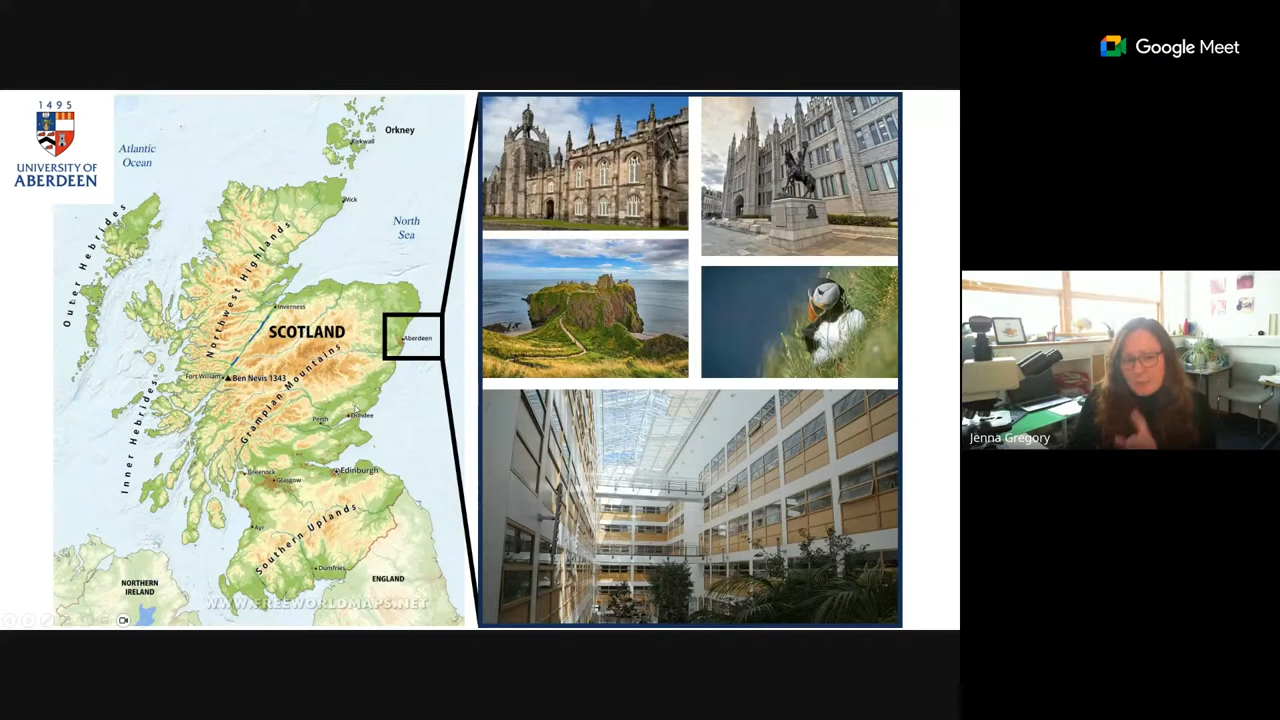 Google Meet
1495
UNIVERSITY OF
ABERDEEN
Atlantic
Ocean
Orkney
Kirkwall
Wick
North
Sea
Outer Hebrides
Northwest Highlands
Inverness
SCOTLAND
Aberdeen
Fort William
Ben Nevis 1343
Grampian Mountains
Inner Hebrides
Perth
Dundee
Greenock
Glasgow
Edinburgh
Ayr
Southern Uplands
Dumfries
NORTHERN
IRELAND
ENGLAND
WWW.FREEWORLDMAPS.NET
Jenna Gregory